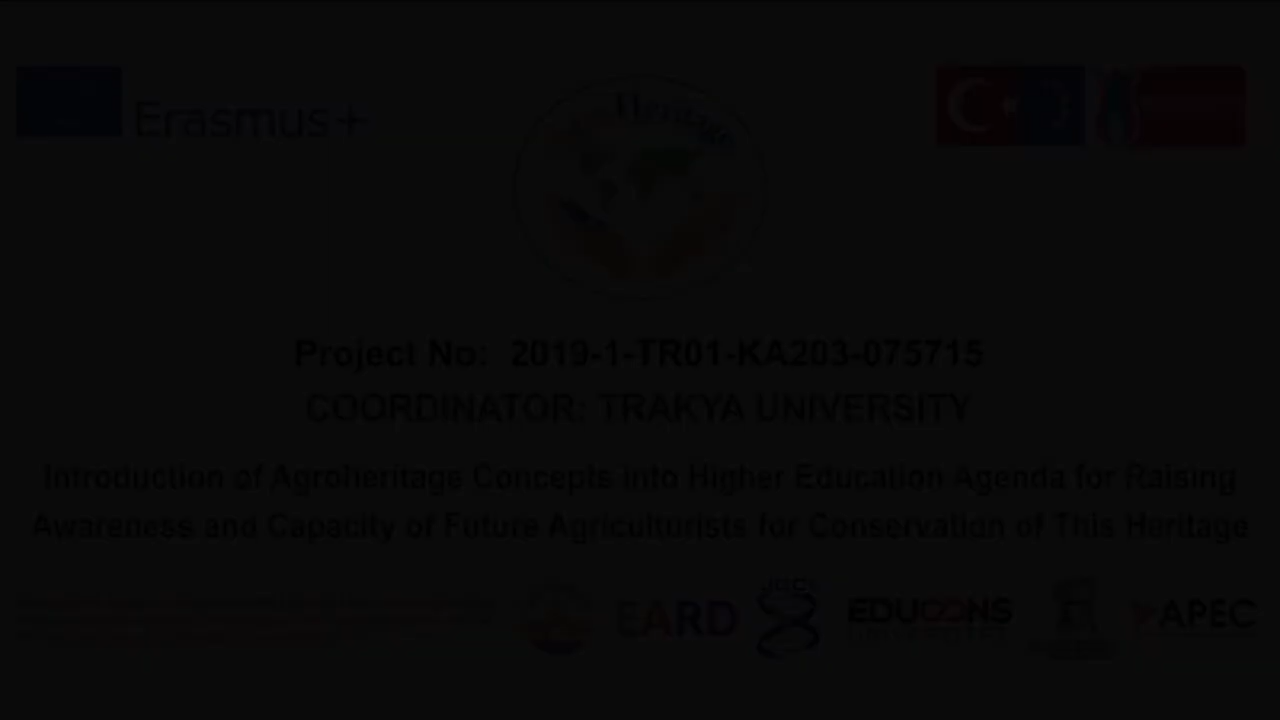 Erasmus+
Heritage
Project No: 2019-1-TR01-KA203-075715
COORDINATOR: TRAKYA UNIVERSITY
Introduction of Agroheritage Concepts into Higher Education Agenda for Raising
Awareness and Capacity of Future Agriculturists for Conservation of This Heritage
EARD
EDUCONS
APEC